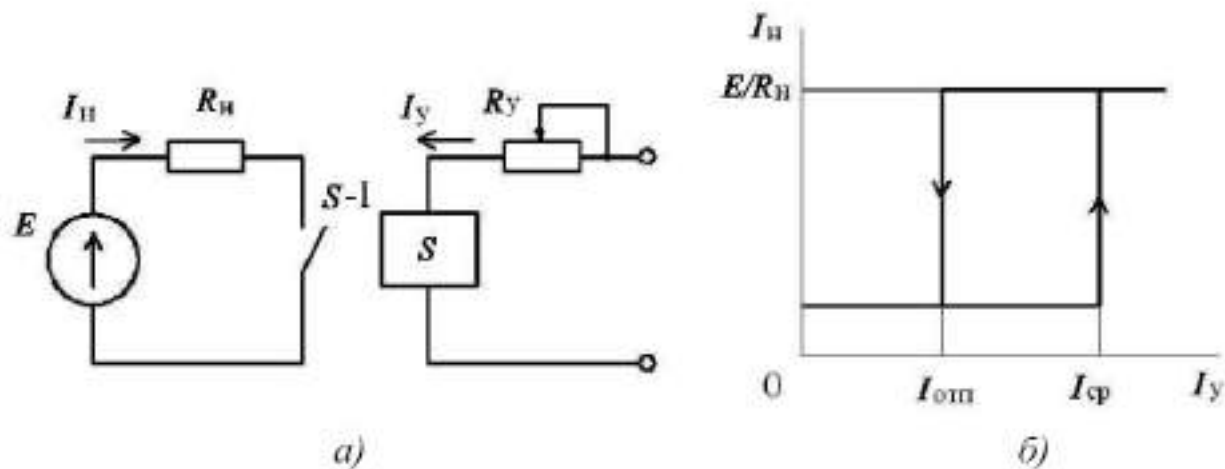 Iн
Rн
Iу
Rу
E
S-1
S
а)
Iн
E/Rн
0
Iотп
Iср
Iу
б)